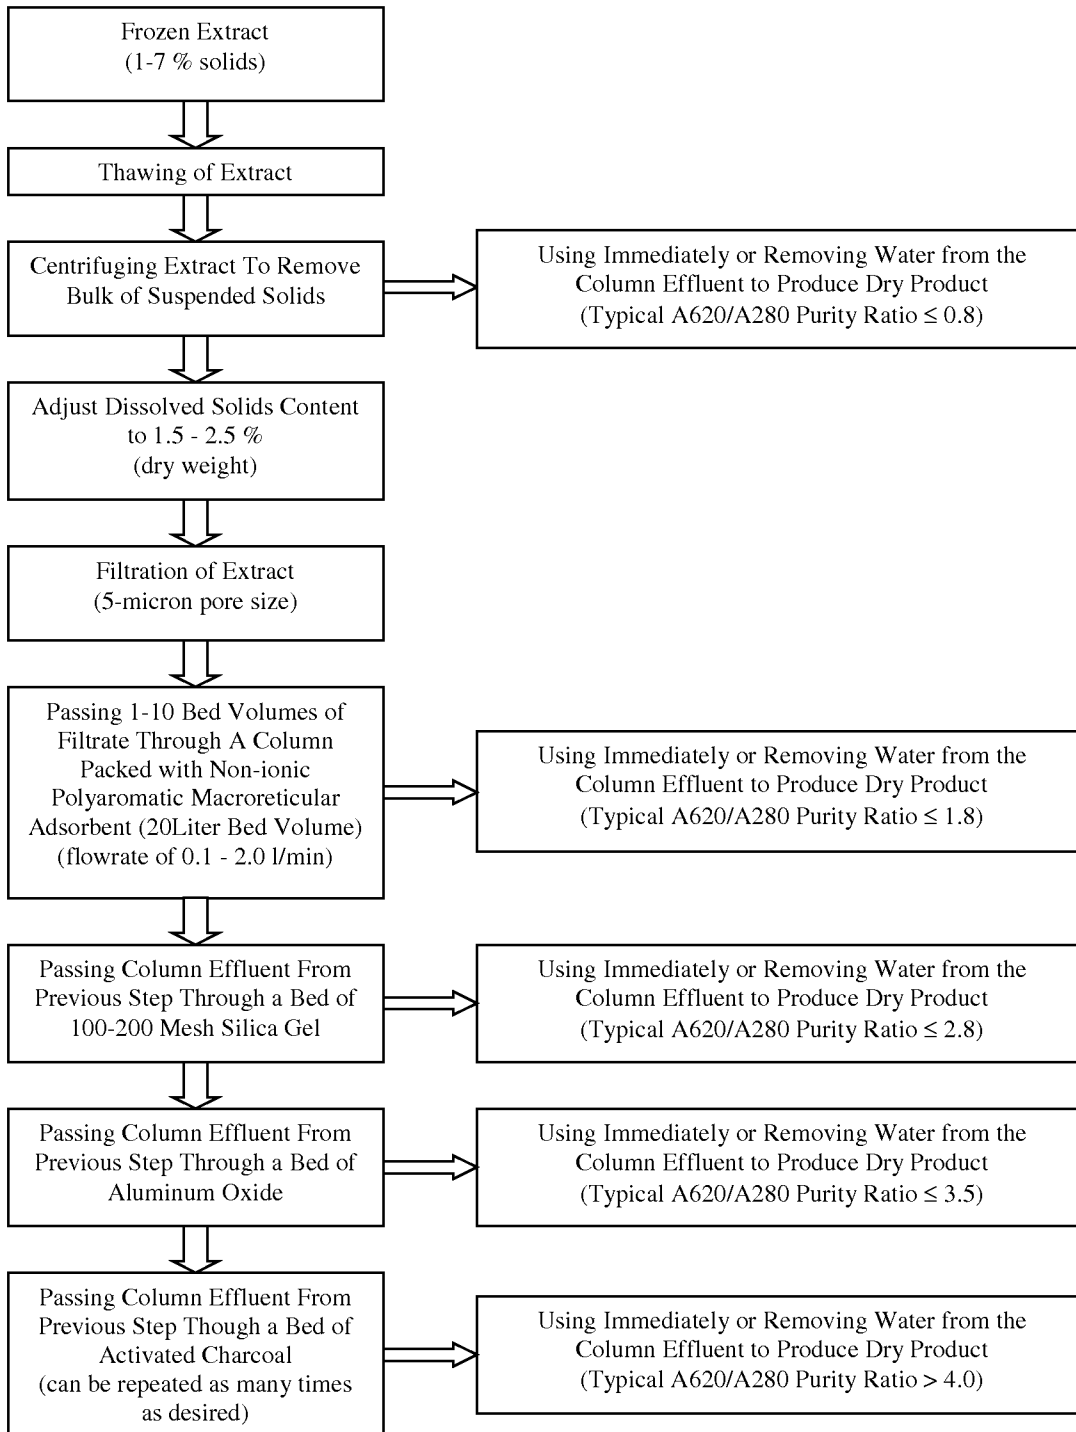 Frozen Extract
(1-7 % solids)
Thawing of Extract
Centrifuging Extract To Remove
Bulk of Suspended Solids
Using Immediately or Removing Water from the
Column Effluent to Produce Dry Product
(Typical A620/A280 Purity Ratio ≤ 0.8)
Adjust Dissolved Solids Content
to 1.5 - 2.5 %
(dry weight)
Filtration of Extract
(5-micron pore size)
Passing 1-10 Bed Volumes of
Filtrate Through A Column
Packed with Non-ionic
Polyaromatic Macroreticular
Adsorbent (20Liter Bed Volume)
(flowrate of 0.1 - 2.0 l/min)
Using Immediately or Removing Water from the
Column Effluent to Produce Dry Product
(Typical A620/A280 Purity Ratio ≤ 1.8)
Passing Column Effluent From
Previous Step Through a Bed of
100-200 Mesh Silica Gel
Using Immediately or Removing Water from the
Column Effluent to Produce Dry Product
(Typical A620/A280 Purity Ratio ≤ 2.8)
Passing Column Effluent From
Previous Step Through a Bed of
Aluminum Oxide
Using Immediately or Removing Water from the
Column Effluent to Produce Dry Product
(Typical A620/A280 Purity Ratio ≤ 3.5)
Passing Column Effluent From
Previous Step Though a Bed of
Activated Charcoal
(can be repeated as many times
as desired)
Using Immediately or Removing Water from the
Column Effluent to Produce Dry Product
(Typical A620/A280 Purity Ratio > 4.0)